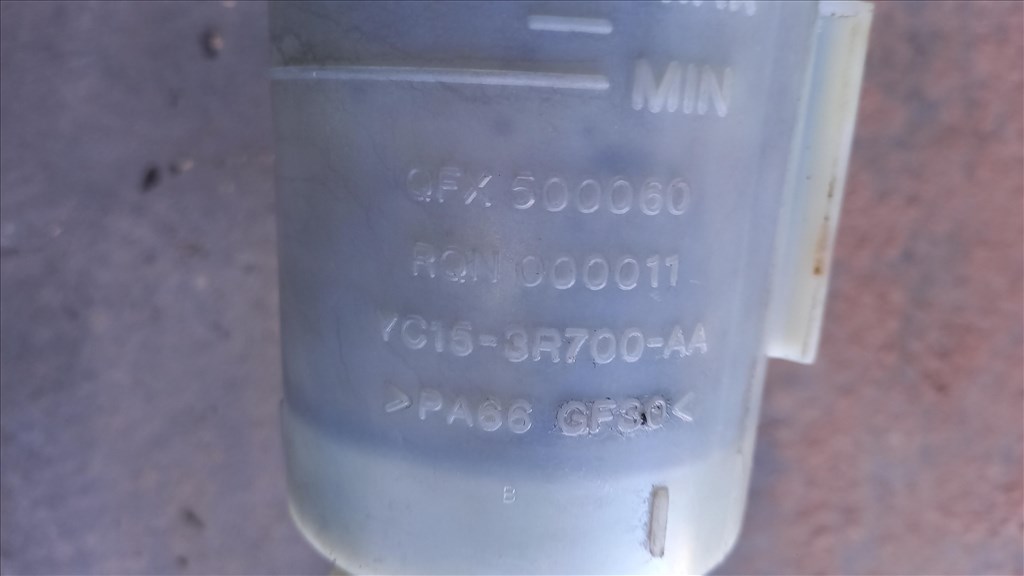 MIN
QFX 500060
RQN 000011
YC15-3R700-AA
>PA66 GF30<
B